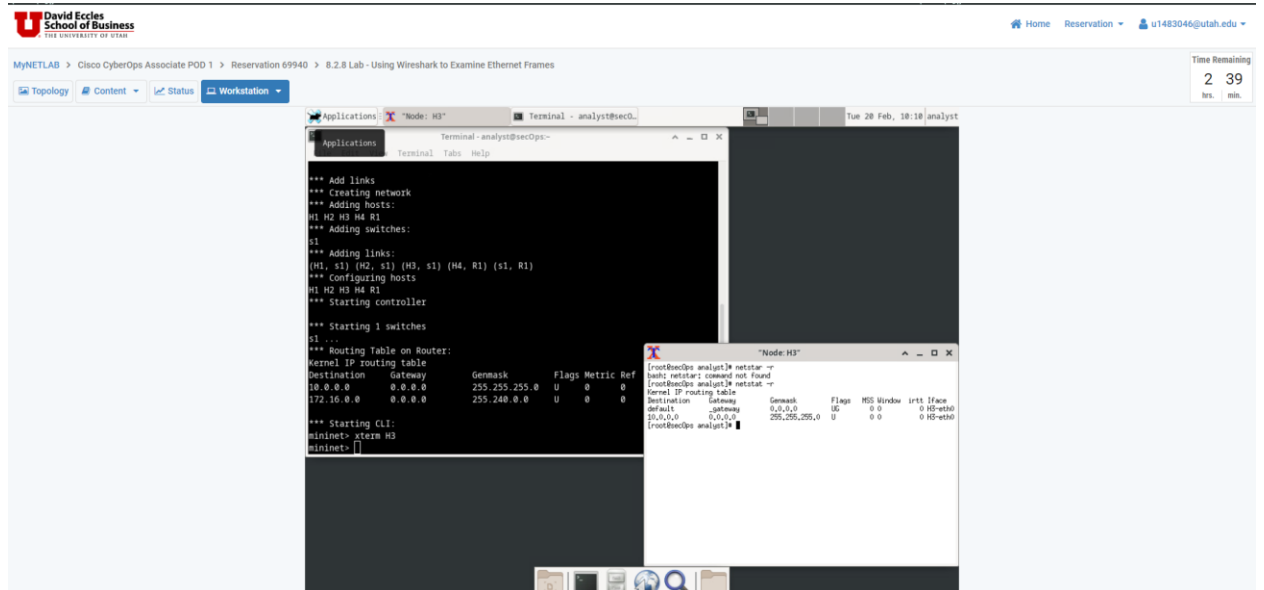 David Eccles
School of Business
THE UNIVERSITY OF UTAH
Home Reservation u1483046@utah.edu
MyNETLAB > Cisco CyberOps Associate POD 1 > Reservation 69940 > 8.2.8 Lab - Using Wireshark to Examine Ethernet Frames
Time Remaining
2 39
hrs. min.
Topology Content Status Workstation
Applications "Node: H3" Terminal - analyst@secO... Tue 20 Feb, 10:10 analyst
Terminal - analyst@secOps:~
Applications
Terminal Tabs Help
*** Add links
*** Creating network
*** Adding hosts:
H1 H2 H3 H4 R1
*** Adding switches:
s1
*** Adding links:
(H1, s1) (H2, s1) (H3, s1) (H4, R1) (s1, R1)
*** Configuring hosts
H1 H2 H3 H4 R1
*** Starting controller
*** Starting 1 switches
s1 ...
*** Routing Table on Router:
Kernel IP routing table
Destination Gateway Genmask Flags Metric Ref
10.0.0.0 0.0.0.0 255.255.255.0 U 0 0
172.16.0.0 0.0.0.0 255.240.0.0 U 0 0
*** Starting CLI:
mininet> xterm H3
mininet>
"Node: H3"
[root@secOps analyst]# netstar -r
bash: netstar: command not found
[root@secOps analyst]# netstat -r
Kernel IP routing table
Destination Gateway Genmask Flags MSS Window irtt Iface
default _gateway 0.0.0.0 UG 0 0 0 H3-eth0
10.0.0.0 0.0.0.0 255.255.255.0 U 0 0 0 H3-eth0
[root@secOps analyst]#